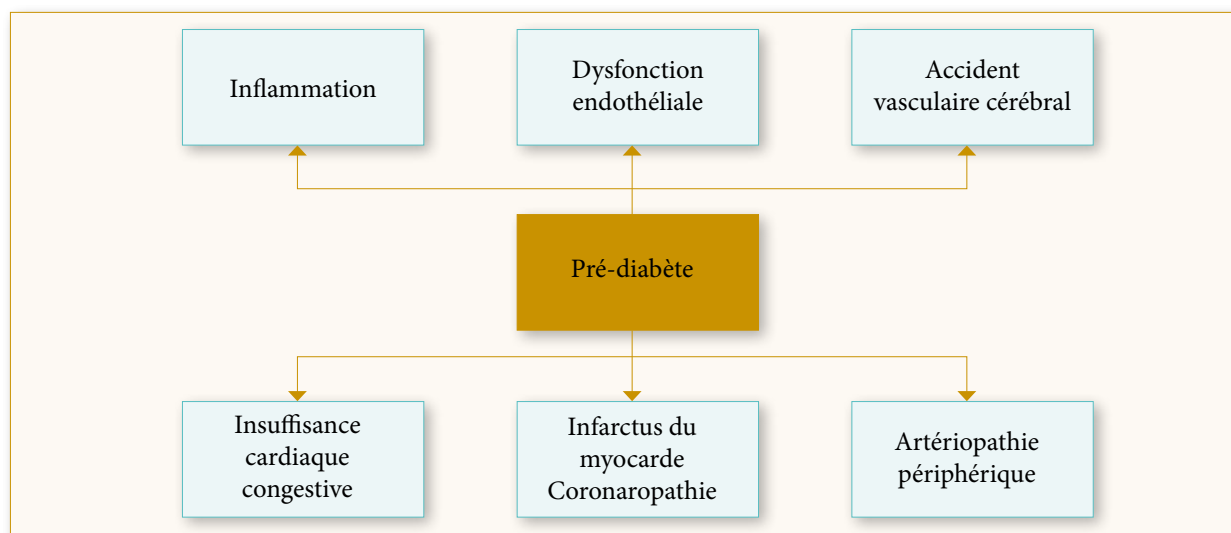 Inflammation
Dysfonction
endothéliale
Accident
vasculaire cérébral
Pré-diabète
Insuffisance
cardiaque
congestive
Infarctus du
myocarde
Coronaropathie
Artériopathie
périphérique